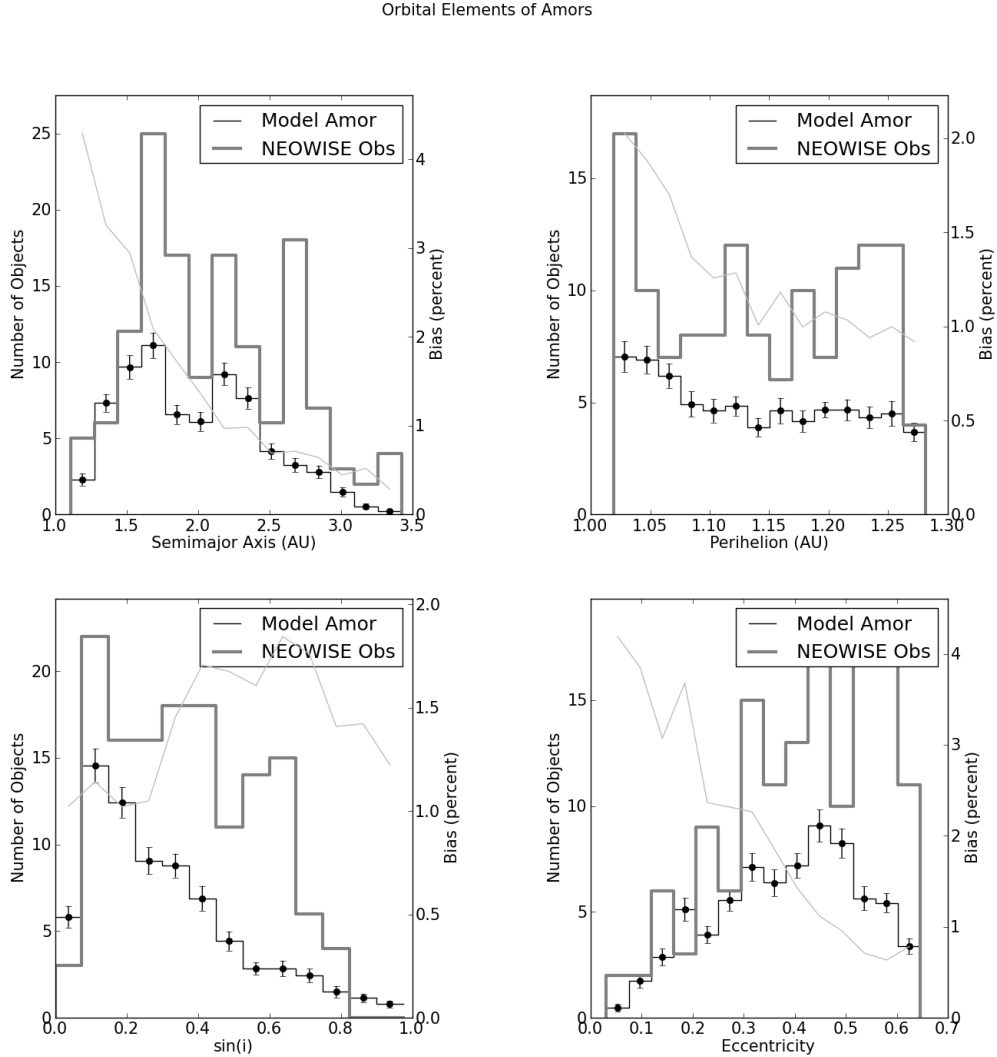 Orbital Elements of Amors
Model Amor
NEOWISE Obs
25
20
15
10
5
0
4
3
2
1
0
1.0 1.5 2.0 2.5 3.0 3.5
Number of Objects
Bias (percent)
Semimajor Axis (AU)
Model Amor
NEOWISE Obs
15
10
5
0
2.0
1.5
1.0
0.5
0.0
1.00 1.05 1.10 1.15 1.20 1.25 1.30
Number of Objects
Bias (percent)
Perihelion (AU)
Model Amor
NEOWISE Obs
20
15
10
5
0
2.0
1.5
1.0
0.5
0.0
0.0 0.2 0.4 0.6 0.8 1.0
Number of Objects
Bias (percent)
sin(i)
Model Amor
NEOWISE Obs
15
10
5
0
4
3
2
1
0
0.0 0.1 0.2 0.3 0.4 0.5 0.6 0.7
Number of Objects
Bias (percent)
Eccentricity